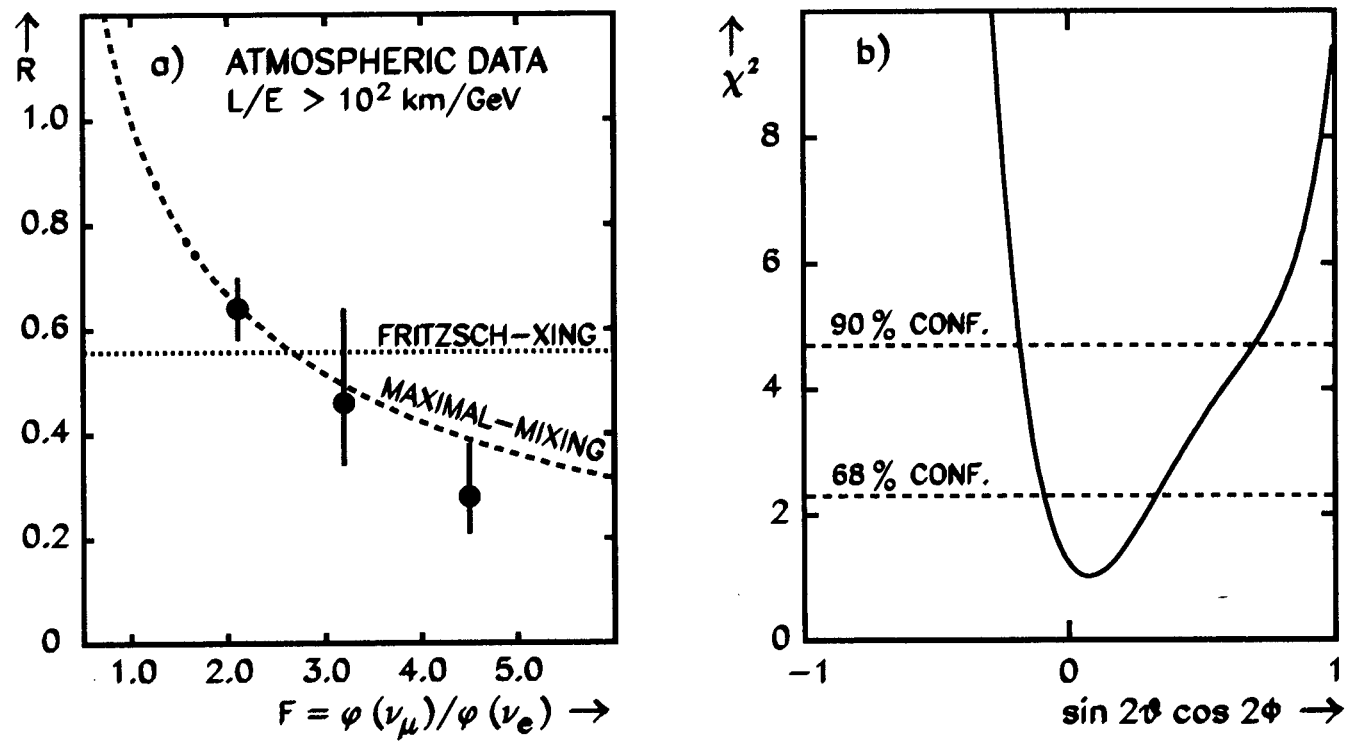 ↑
R
a) ATMOSPHERIC DATA
L/E > 10² km/GeV
1.0
0.8
0.6
0.4
0.2
0
FRITZSCH–XING
MAXIMAL–MIXING
1.0 2.0 3.0 4.0 5.0
F = φ (ν_μ)/φ (ν_e) →
↑
χ²
b)
8
6
4
2
0
90 % CONF.
68 % CONF.
−1 0 1
sin 2ϑ cos 2ϕ →